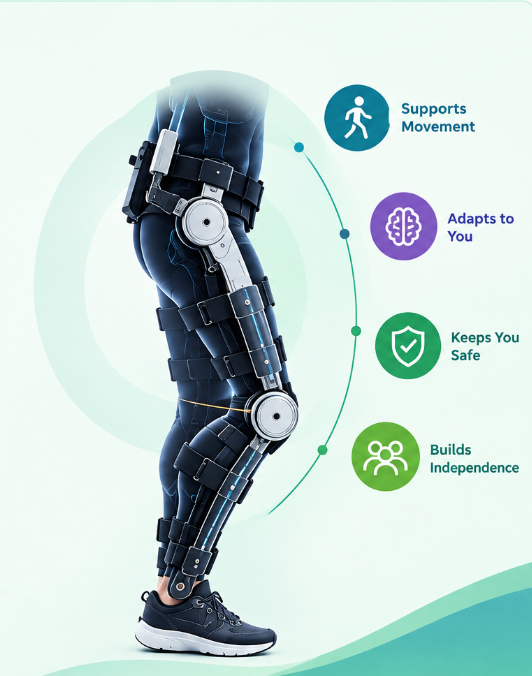 Supports
Movement
Adapts to
You
Keeps You
Safe
Builds
Independence